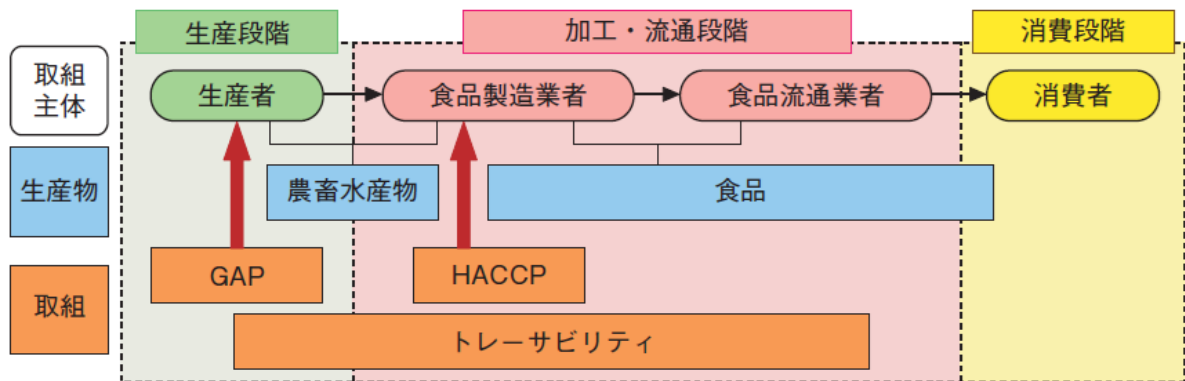 生産段階
加工・流通段階
消費段階
取組
主体
生産者
食品製造業者
食品流通業者
消費者
生産物
農畜水産物
食品
取組
GAP
HACCP
トレーサビリティ